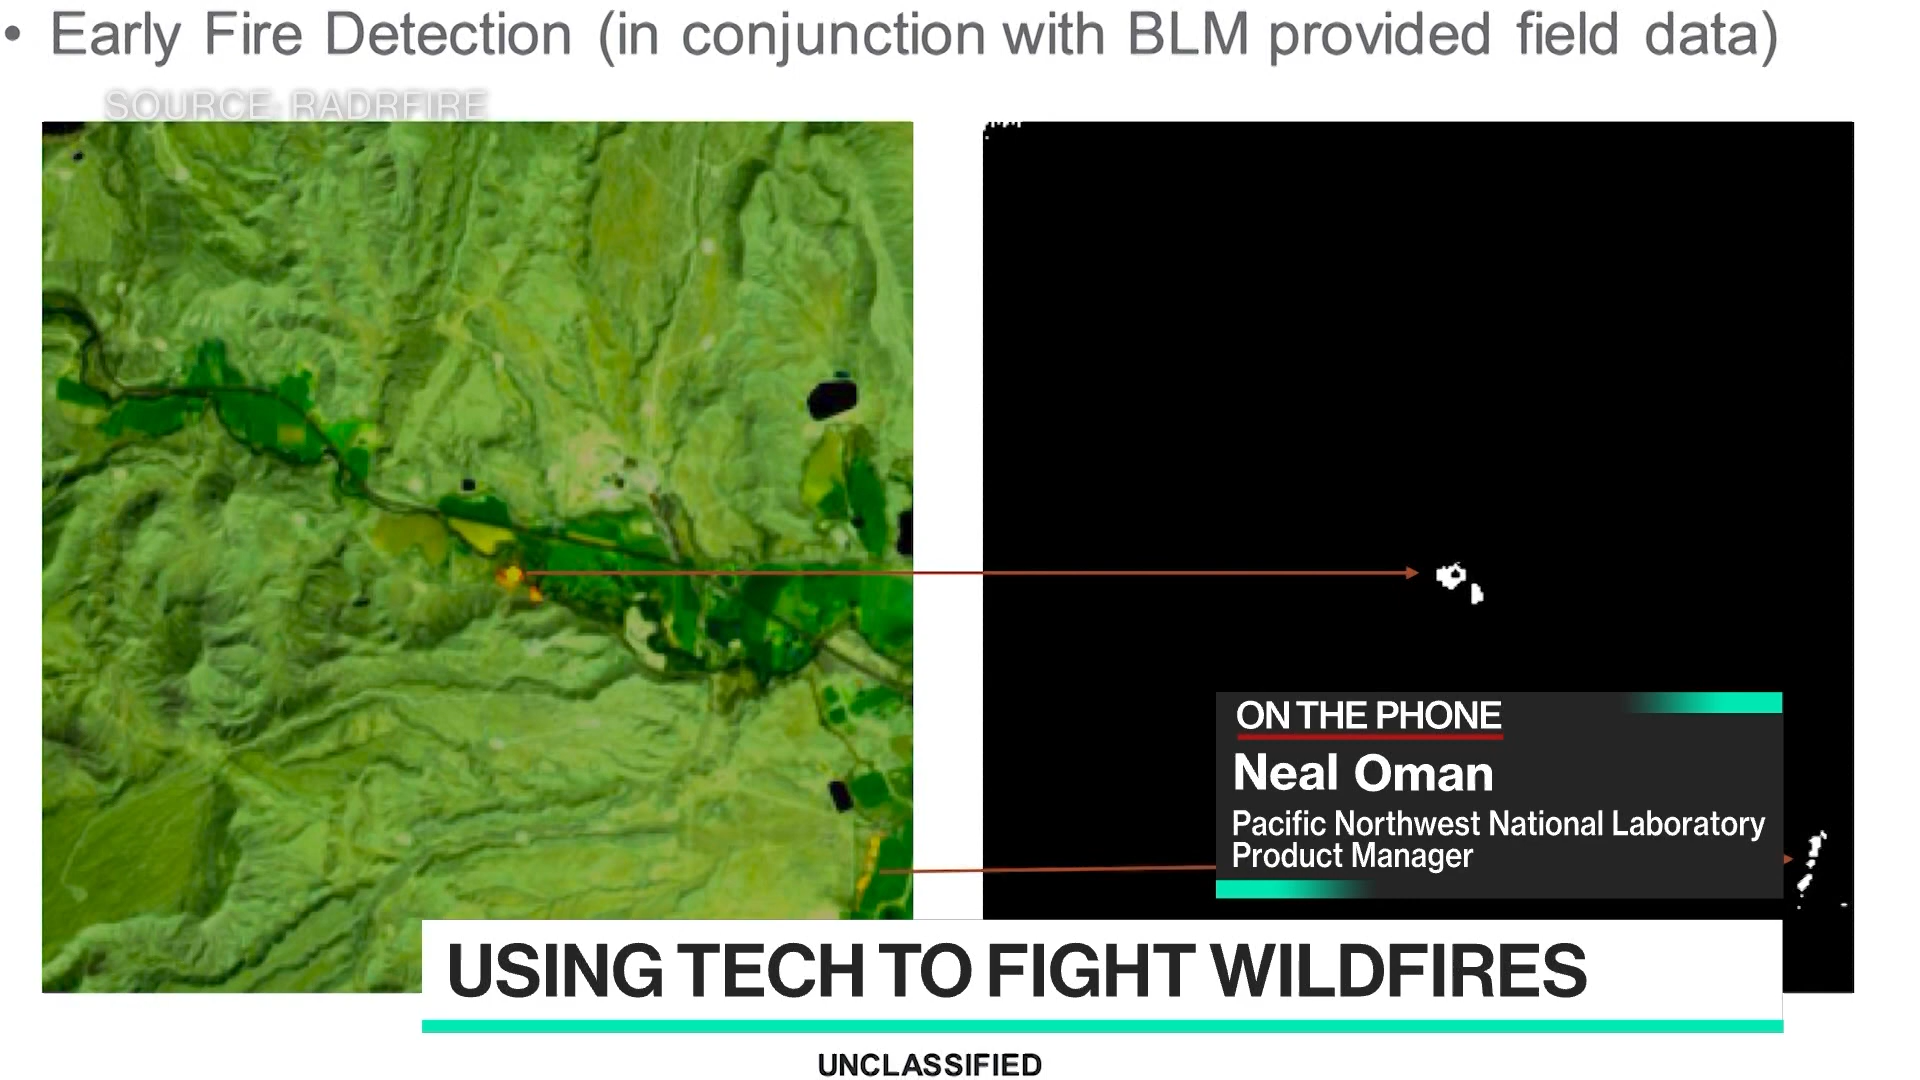 • Early Fire Detection (in conjunction with BLM provided field data)
SOURCE: RADRFIRE
ON THE PHONE
Neal Oman
Pacific Northwest National Laboratory
Product Manager
USING TECH TO FIGHT WILDFIRES
UNCLASSIFIED